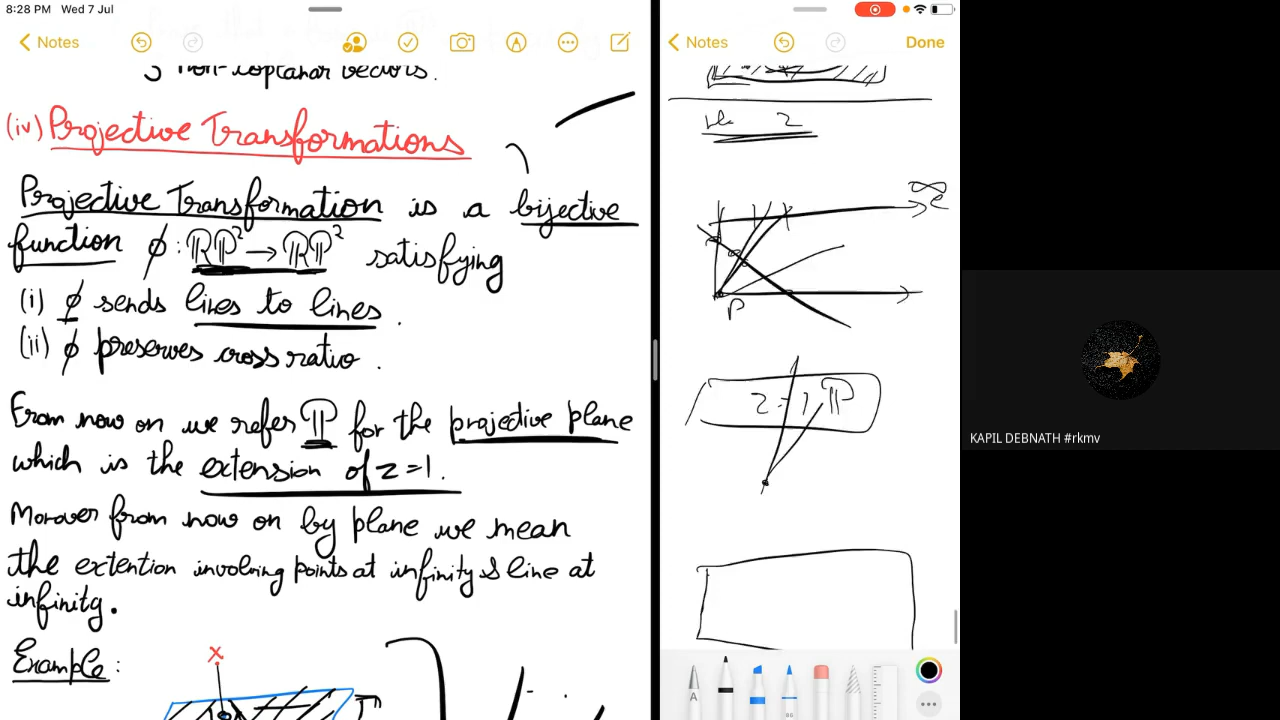 8:28 PM Wed 7 Jul
Notes
3 non-coplanar vectors.
(iv) Projective Transformations
Projective Transformation is a bijective
function ϕ : ℝℙ² → ℝℙ² satisfying
(i) ϕ sends lines to lines.
(ii) ϕ preserves cross ratio.
From now on we refer ℙ for the projective plane
which is the extension of z=1.
Morover from now on by plane we mean
the extention involving points at infinity & line at
infinity.
Example:
X
Notes
Done
2
∞
P
z=1 ℙ
A
KAPIL DEBNATH #rkmv